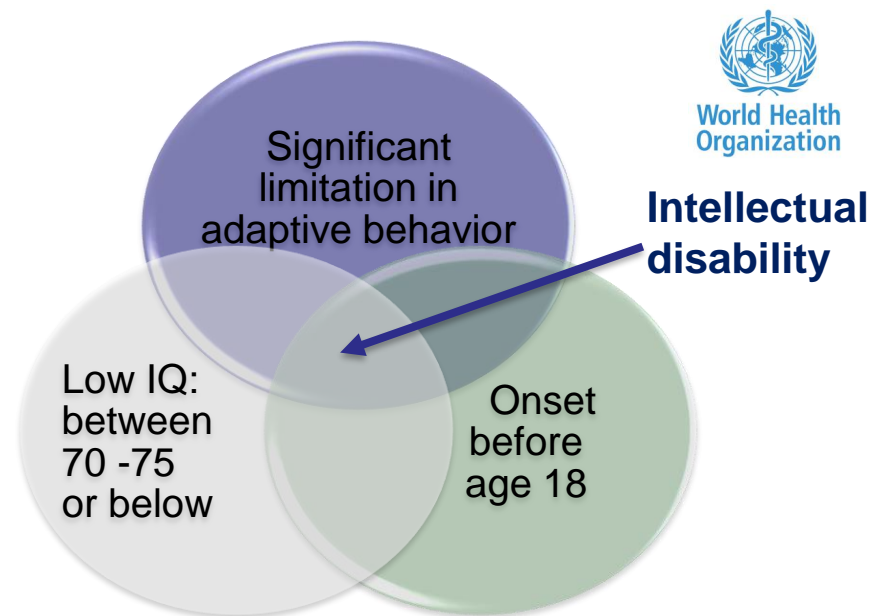 World Health
Organization
Significant
limitation in
adaptive behavior
Intellectual
disability
Low IQ:
between
70 -75
or below
Onset
before
age 18